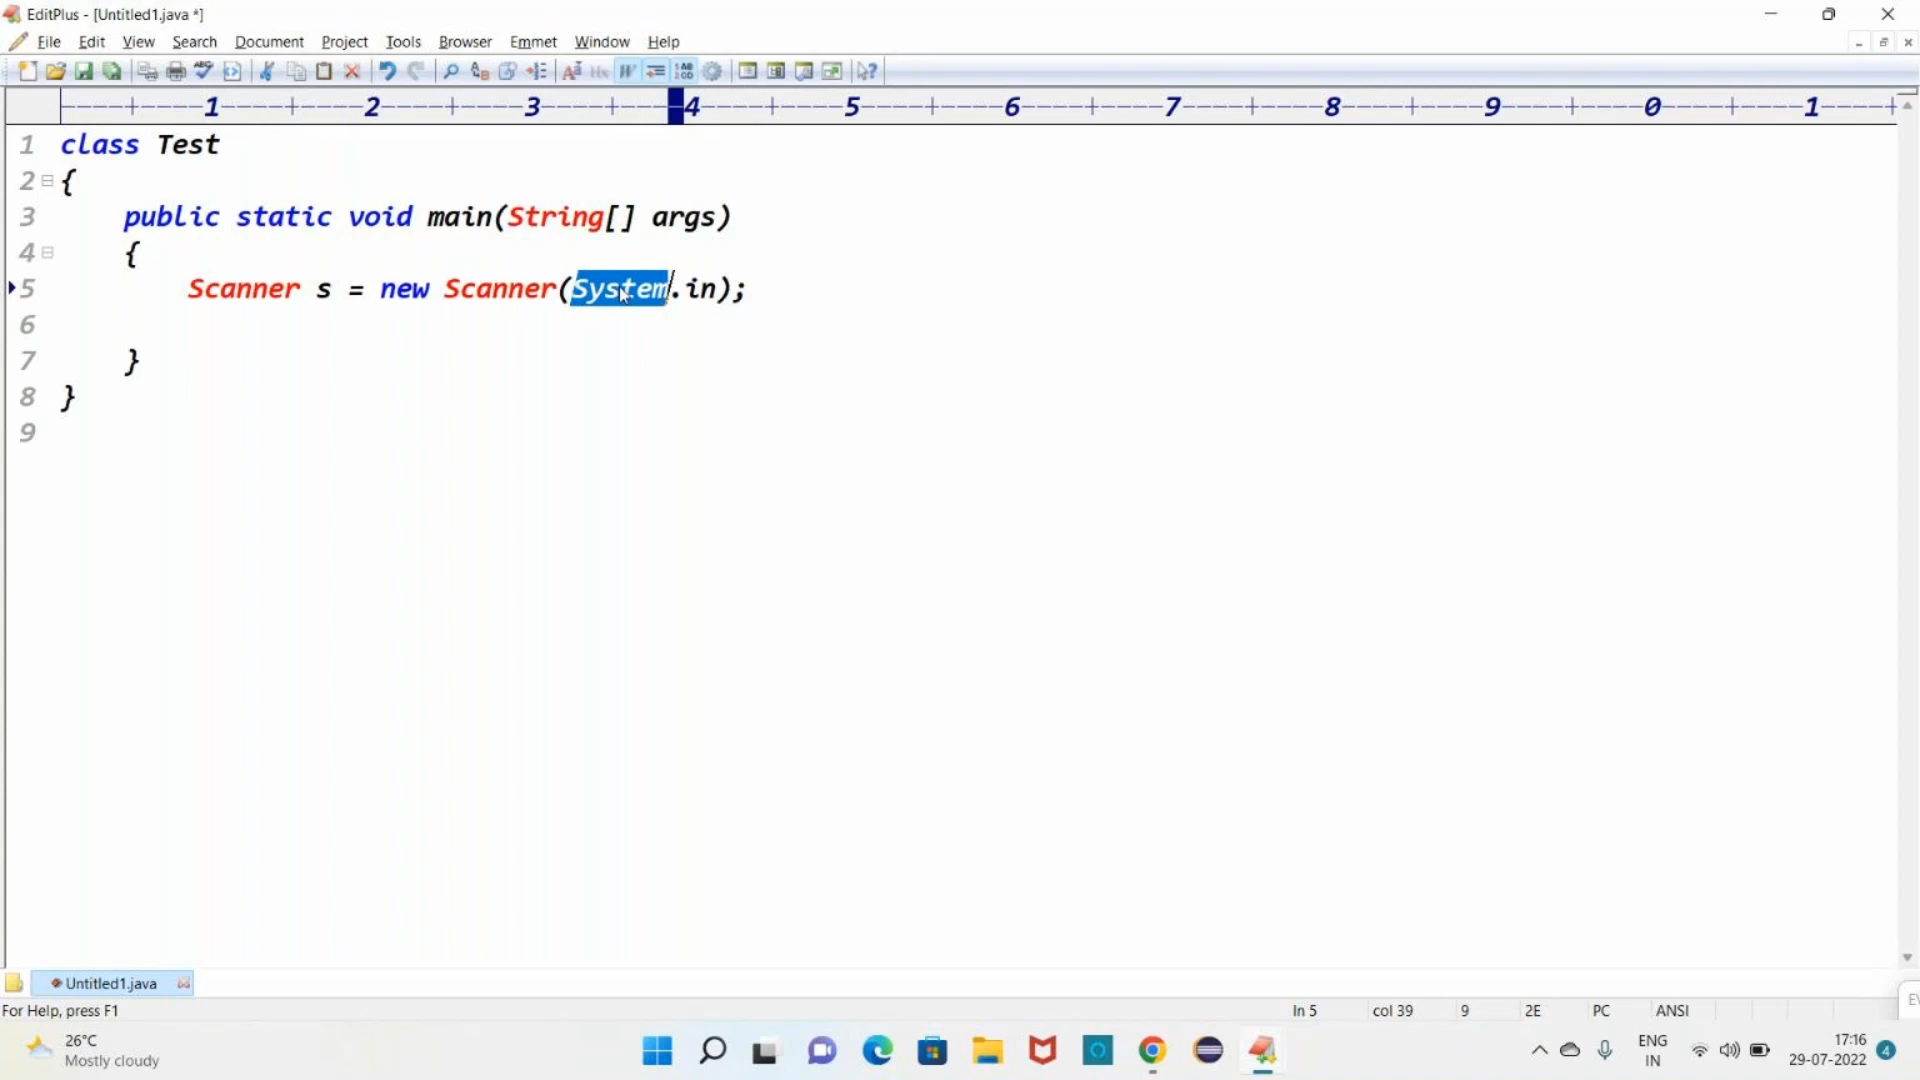 EditPlus - [Untitled1.java *]
File Edit View Search Document Project Tools Browser Emmet Window Help
----+----1----+----2----+----3----+----4----+----5----+----6----+----7----+----8----+----9----+----0----+----1----+
1 class Test
2 {
3 public static void main(String[] args)
4 {
5 Scanner s = new Scanner(System.in);
6
7 }
8 }
9
Untitled1.java
For Help, press F1 ln 5 col 39 9 2E PC ANSI
26°C
Mostly cloudy
ENG
IN
17:16
29-07-2022
4